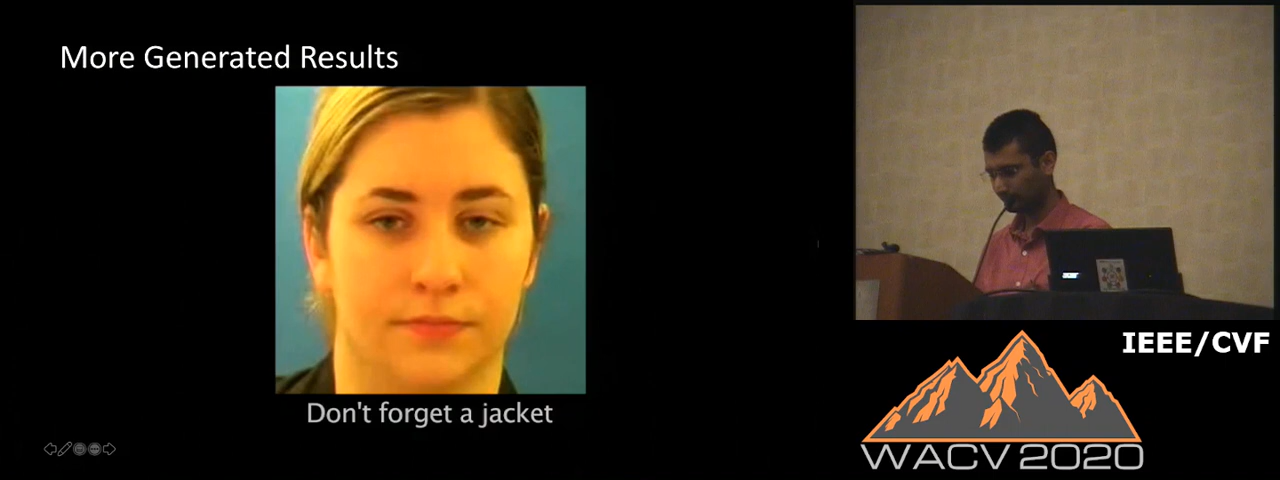 More Generated Results
Don't forget a jacket
IEEE/CVF
WACV 2020